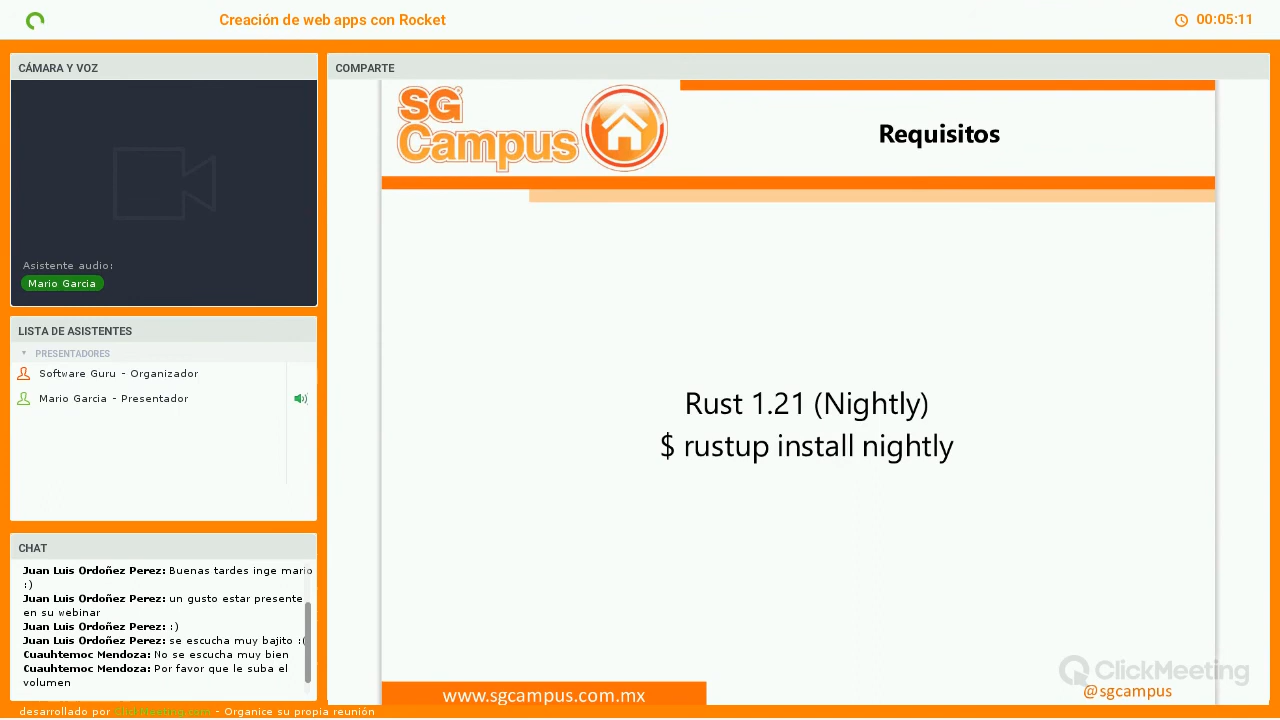 Creación de web apps con Rocket
00:05:11
CÁMARA Y VOZ
Asistente audio:
Mario Garcia
LISTA DE ASISTENTES
PRESENTADORES
Software Guru - Organizador
Mario Garcia - Presentador
CHAT
Juan Luis Ordoñez Perez: Buenas tardes inge mario
:)
Juan Luis Ordoñez Perez: un gusto estar presente
en su webinar
Juan Luis Ordoñez Perez: :)
Juan Luis Ordoñez Perez: se escucha muy bajito :(
Cuauhtemoc Mendoza: No se escucha muy bien
Cuauhtemoc Mendoza: Por favor que le suba el
volumen
desarrollado por ClickMeeting.com - Organice su propia reunión
COMPARTE
SG
Campus
Requisitos
Rust 1.21 (Nightly)
$ rustup install nightly
www.sgcampus.com.mx
ClickMeeting
@sgcampus